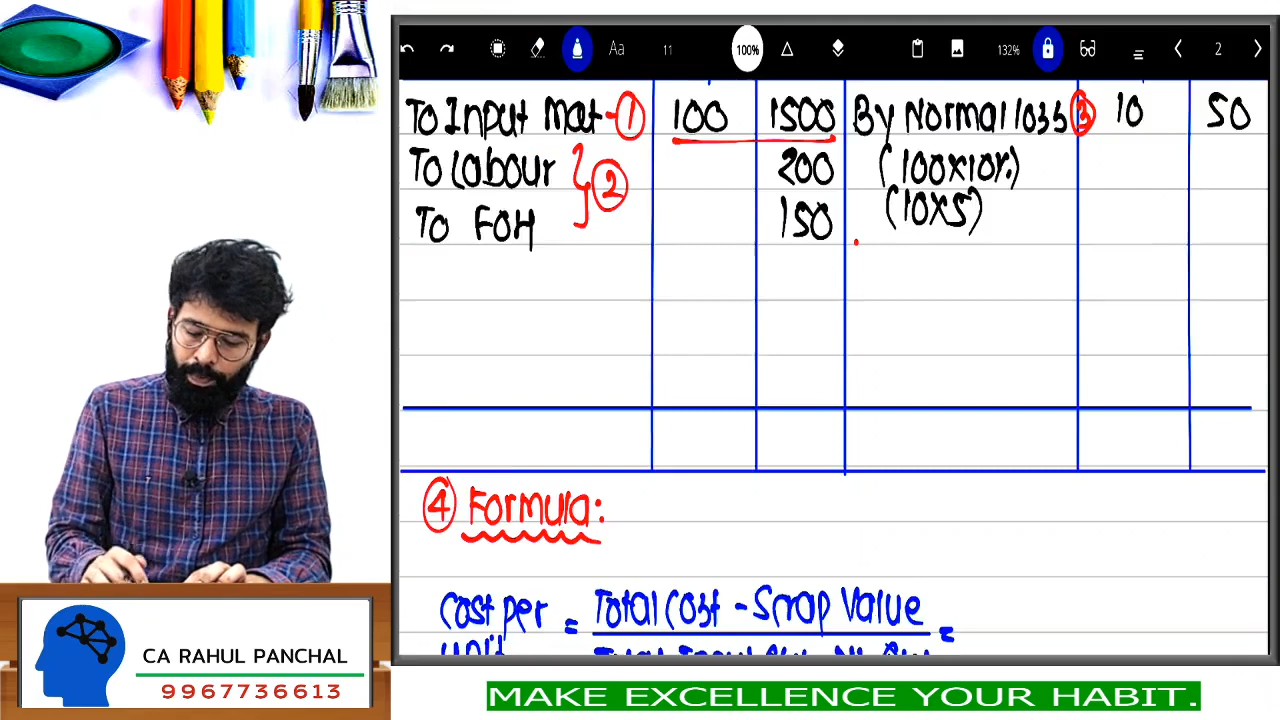 Aa 11 100% 132% 2
To Input Mat - 1 100 1500 By Normal loss 3 10 50
To Labour 2 200 (100x10%)
To FOH 150 (10x5)
4 Formula:
Cost per = Total Cost - Scrap Value =
CA RAHUL PANCHAL
9967736613
MAKE EXCELLENCE YOUR HABIT.